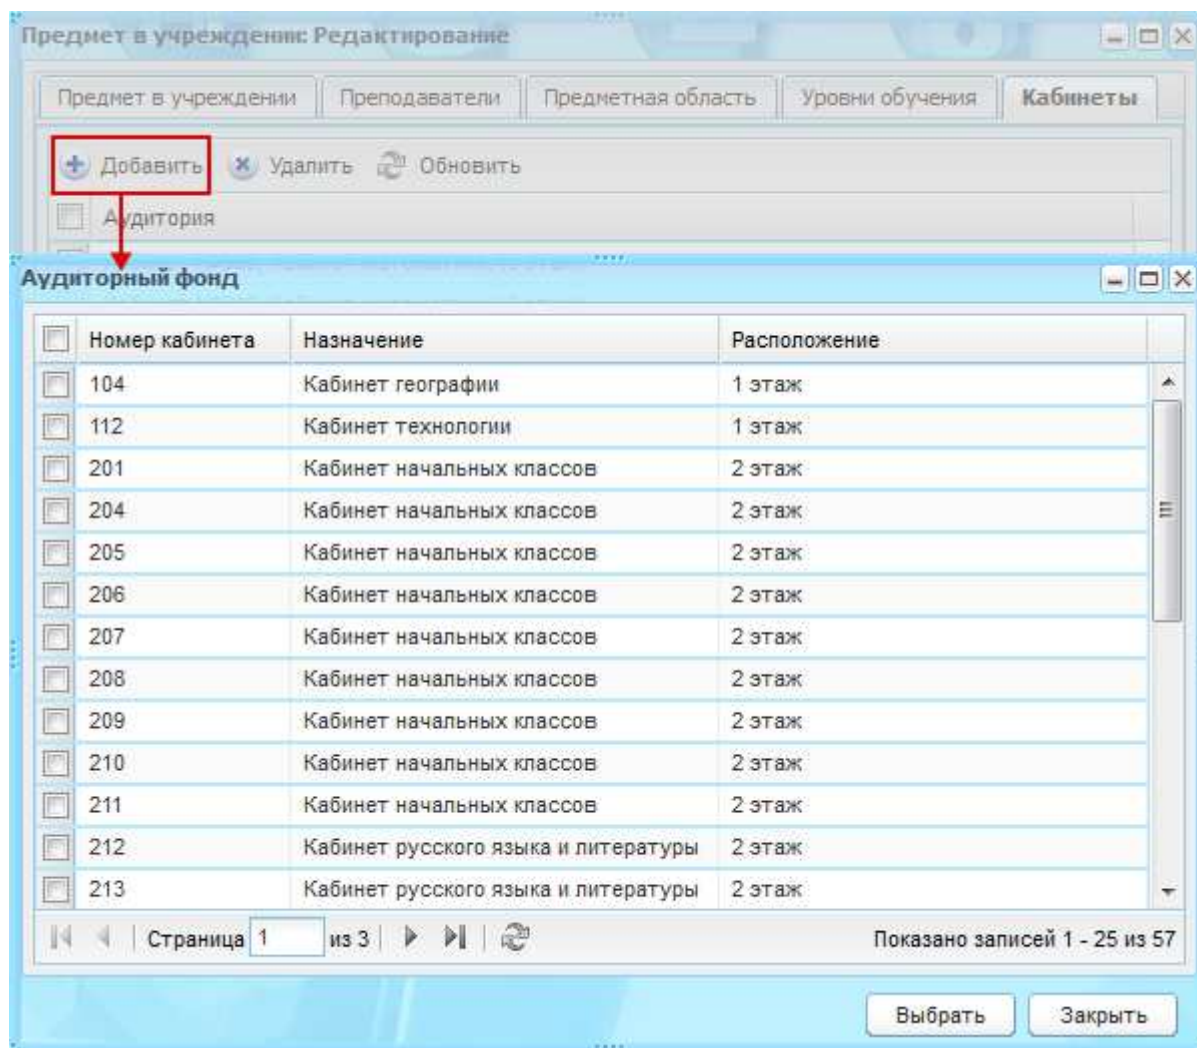 Предмет в учреждении: Редактирование
Предмет в учреждении Преподаватели Предметная область Уровни обучения Кабинеты
Добавить Удалить Обновить
Аудитория
Аудиторный фонд
Номер кабинета Назначение Расположение
104 Кабинет географии 1 этаж
112 Кабинет технологии 1 этаж
201 Кабинет начальных классов 2 этаж
204 Кабинет начальных классов 2 этаж
205 Кабинет начальных классов 2 этаж
206 Кабинет начальных классов 2 этаж
207 Кабинет начальных классов 2 этаж
208 Кабинет начальных классов 2 этаж
209 Кабинет начальных классов 2 этаж
210 Кабинет начальных классов 2 этаж
211 Кабинет начальных классов 2 этаж
212 Кабинет русского языка и литературы 2 этаж
213 Кабинет русского языка и литературы 2 этаж
Страница 1 из 3 Показано записей 1 - 25 из 57
Выбрать Закрыть